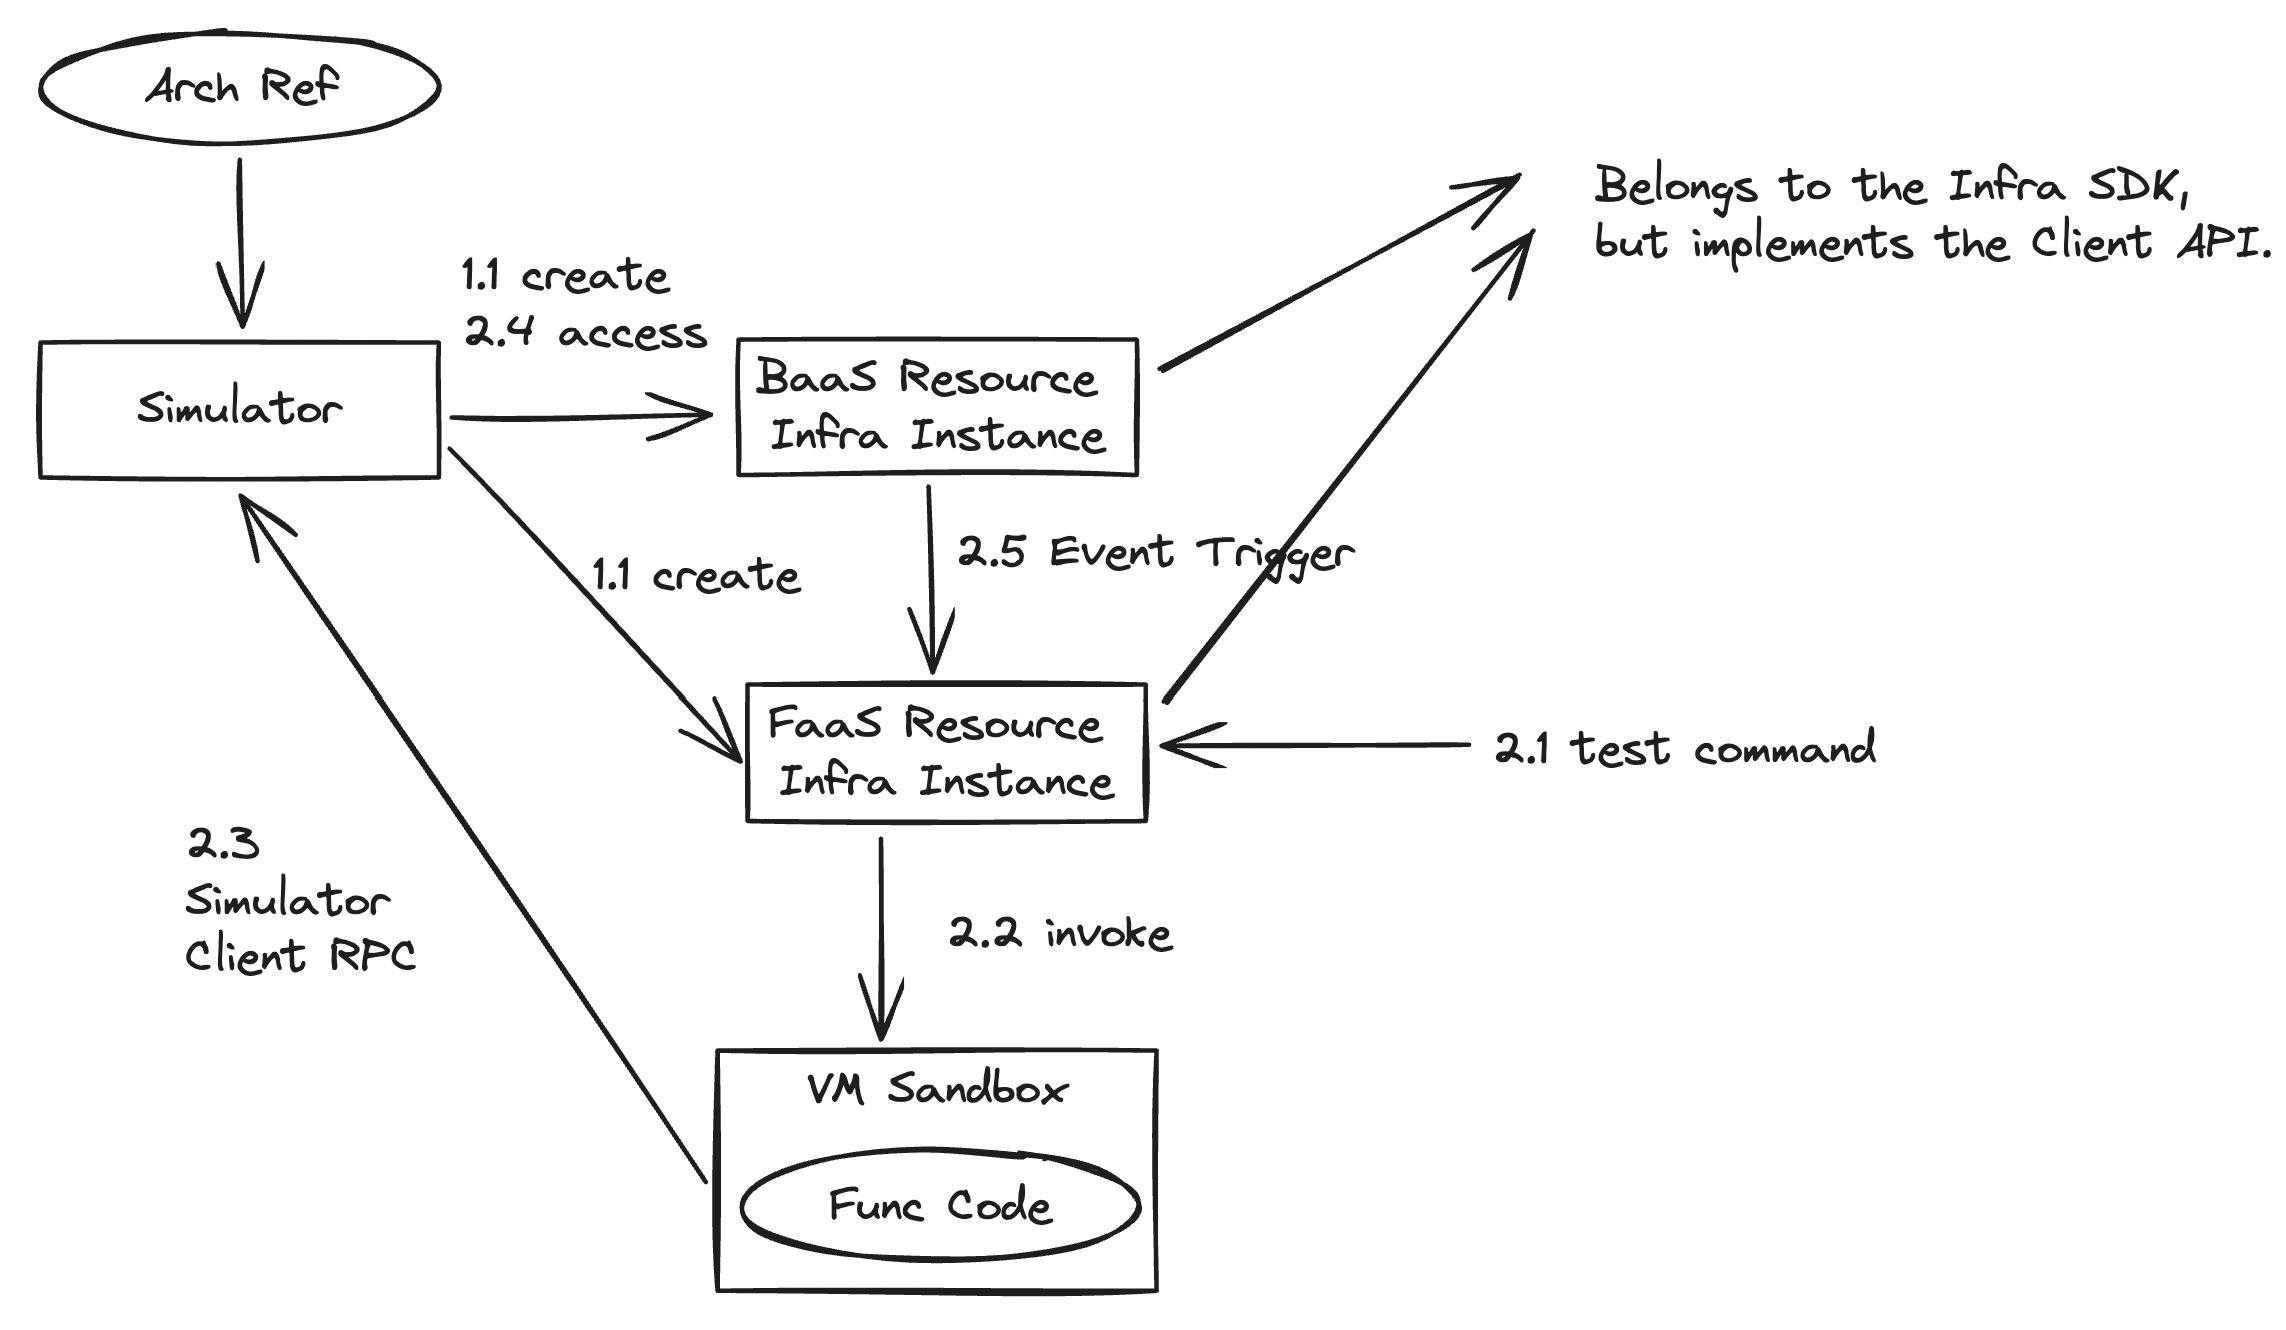 Arch Ref
Belongs to the Infra SDK,
but implements the Client API.
1.1 create
2.4 access
Simulator
BaaS Resource
Infra Instance
2.5 Event Trigger
1.1 create
FaaS Resource
Infra Instance
2.1 test command
2.3
Simulator
Client RPC
2.2 invoke
VM Sandbox
Func Code